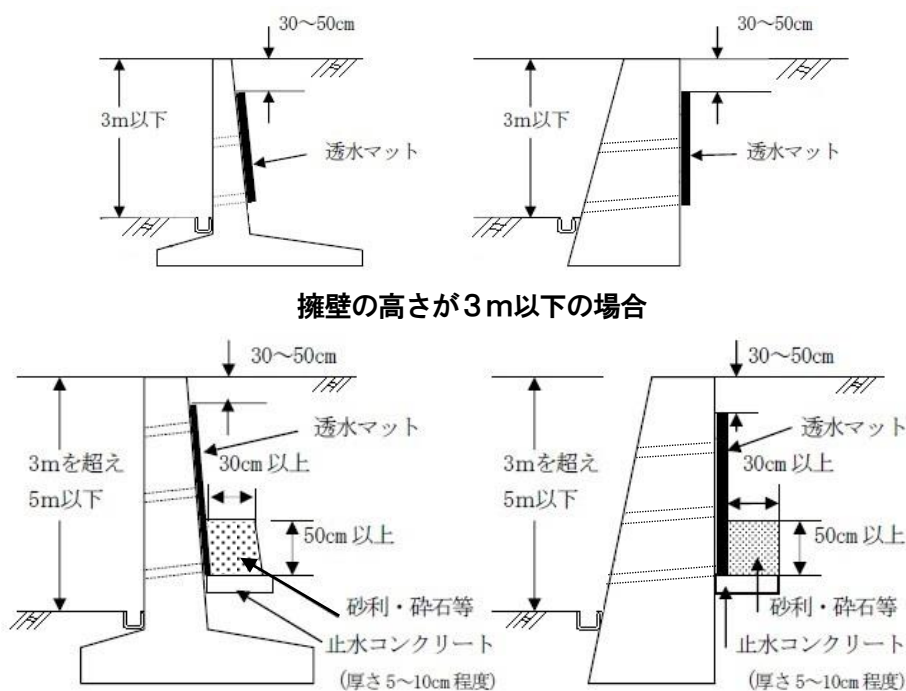 30～50cm
30～50cm
3m以下
3m以下
透水マット
透水マット
擁壁の高さが３ｍ以下の場合
30～50cm
30～50cm
透水マット
透水マット
3mを超え
5m以下
30cm 以上
3mを超え
5m以下
30cm 以上
50cm 以上
50cm 以上
砂利・砕石等
砂利・砕石等
止水コンクリート
(厚さ 5～10cm 程度)
止水コンクリート
(厚さ 5～10cm 程度)